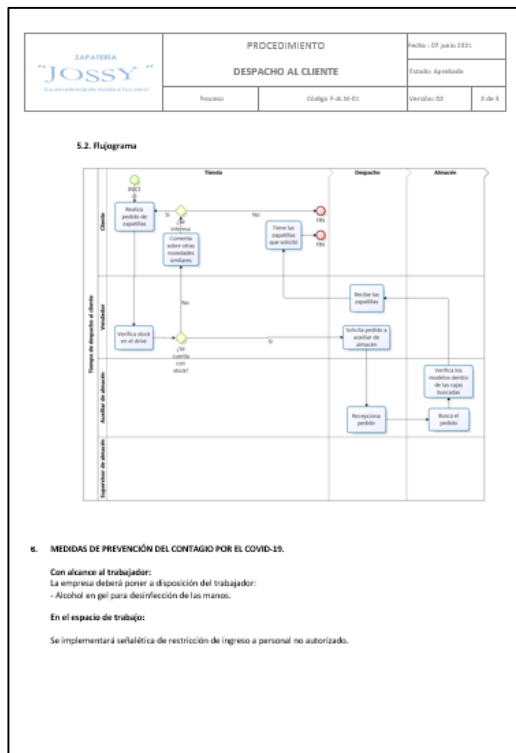 ZAPATERÍA
"JOSSY"
PROCEDIMIENTO
DESPACHO AL CLIENTE
Proceso
Código P-ALM-01
Fecha : 07 junio 2021
Estado: Aprobado
Versión: 02
3 de 3
5.2. Flujograma
Tienda
Despacho
Almacén
Tiempo de despacho al cliente
Cliente
Vendedor
Auxiliar de almacén
Supervisor de almacén
INICI
O
Realiza
pedido de
zapatillas
Si
¿Le
interesa
No
FIN
FIN
Comenta
sobre otras
novedades
similares
Tiene las
zapatillas
que solicitó
No
Recibe las
zapatillas
Verifica stock
en el drive
¿Se
cuenta
con
stock?
Si
Solicita pedido a
auxiliar de
almacén
Verifica los
modelos dentro
de las cajas
buscadas
Recepciona
pedido
Busca el
pedido
6. MEDIDAS DE PREVENCIÓN DEL CONTAGIO POR EL COVID-19.
Con alcance al trabajador:
La empresa deberá poner a disposición del trabajador:
- Alcohol en gel para desinfección de las manos.
En el espacio de trabajo:
Se implementará señalética de restricción de ingreso a personal no autorizado.